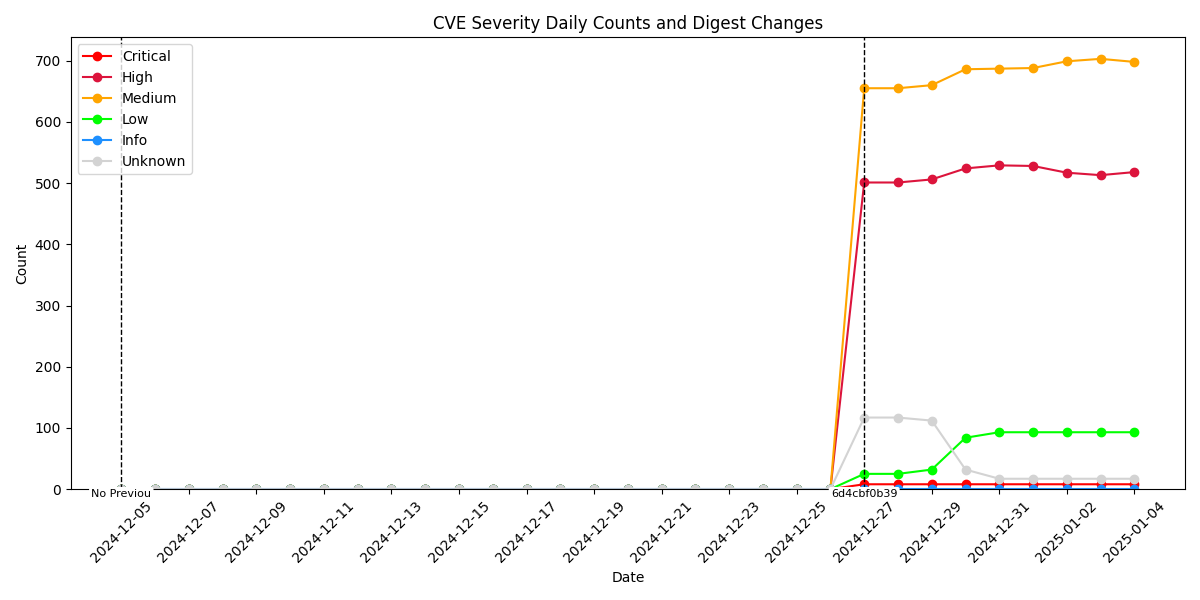 CVE Severity Daily Counts and Digest Changes
Critical
High
Medium
Low
Info
Unknown
700
600
500
400
300
200
100
0
Count
No Previou
6d4cbf0b39
2024-12-05
2024-12-07
2024-12-09
2024-12-11
2024-12-13
2024-12-15
2024-12-17
2024-12-19
2024-12-21
2024-12-23
2024-12-25
2024-12-27
2024-12-29
2024-12-31
2025-01-02
2025-01-04
Date